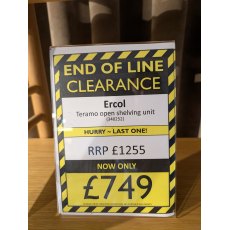 END OF LINE
CLEARANCE
Ercol
Teramo open shelving unit
HURRY ~ LAST ONE!
RRP £1255
NOW ONLY
£749